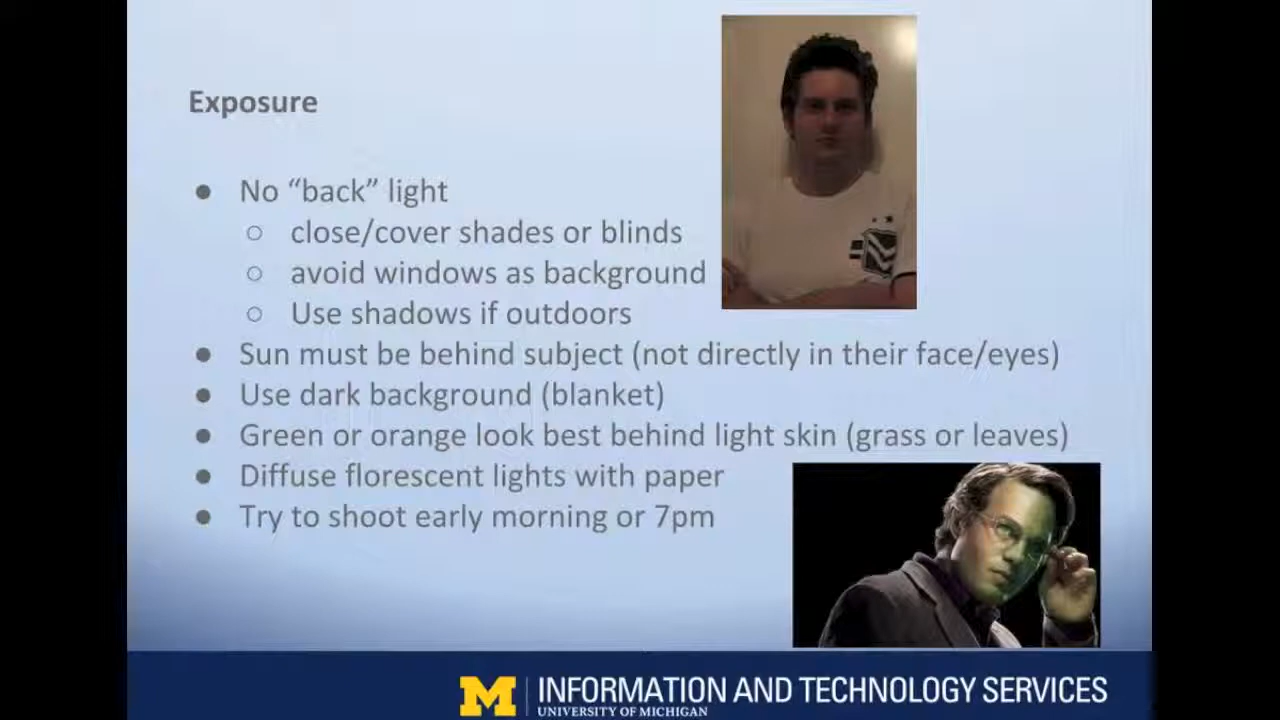 Exposure
● No “back” light
○ close/cover shades or blinds
○ avoid windows as background
○ Use shadows if outdoors
● Sun must be behind subject (not directly in their face/eyes)
● Use dark background (blanket)
● Green or orange look best behind light skin (grass or leaves)
● Diffuse florescent lights with paper
● Try to shoot early morning or 7pm
M INFORMATION AND TECHNOLOGY SERVICES
UNIVERSITY OF MICHIGAN